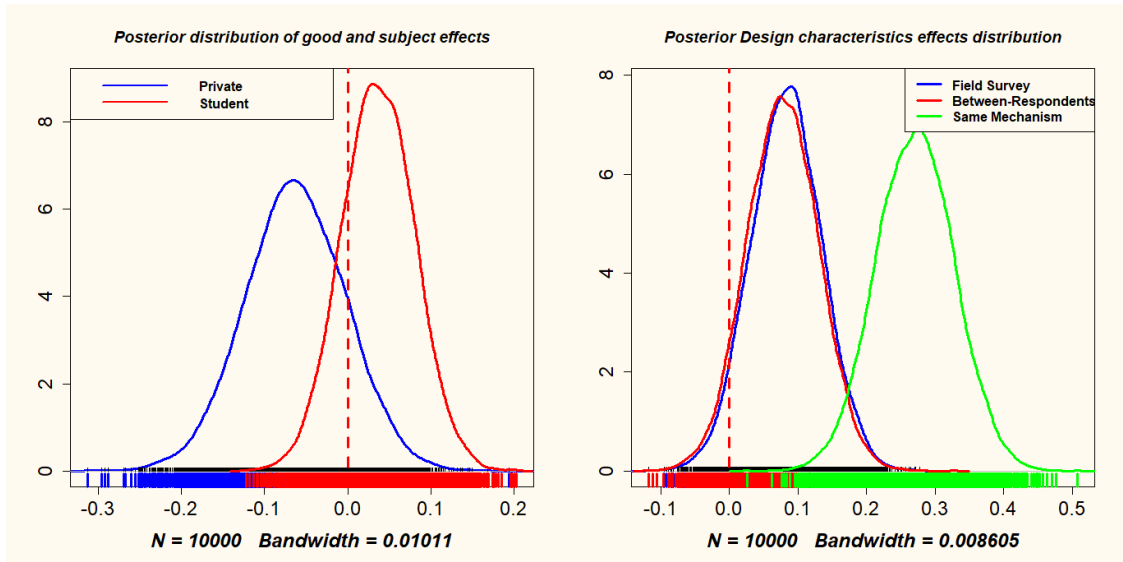 Posterior distribution of good and subject effects
Private
Student
8
6
4
2
0
-0.3 -0.2 -0.1 0.0 0.1 0.2
N = 10000 Bandwidth = 0.01011
Posterior Design characteristics effects distribution
Field Survey
Between-Respondents
Same Mechanism
8
6
4
2
0
-0.1 0.0 0.1 0.2 0.3 0.4 0.5
N = 10000 Bandwidth = 0.008605